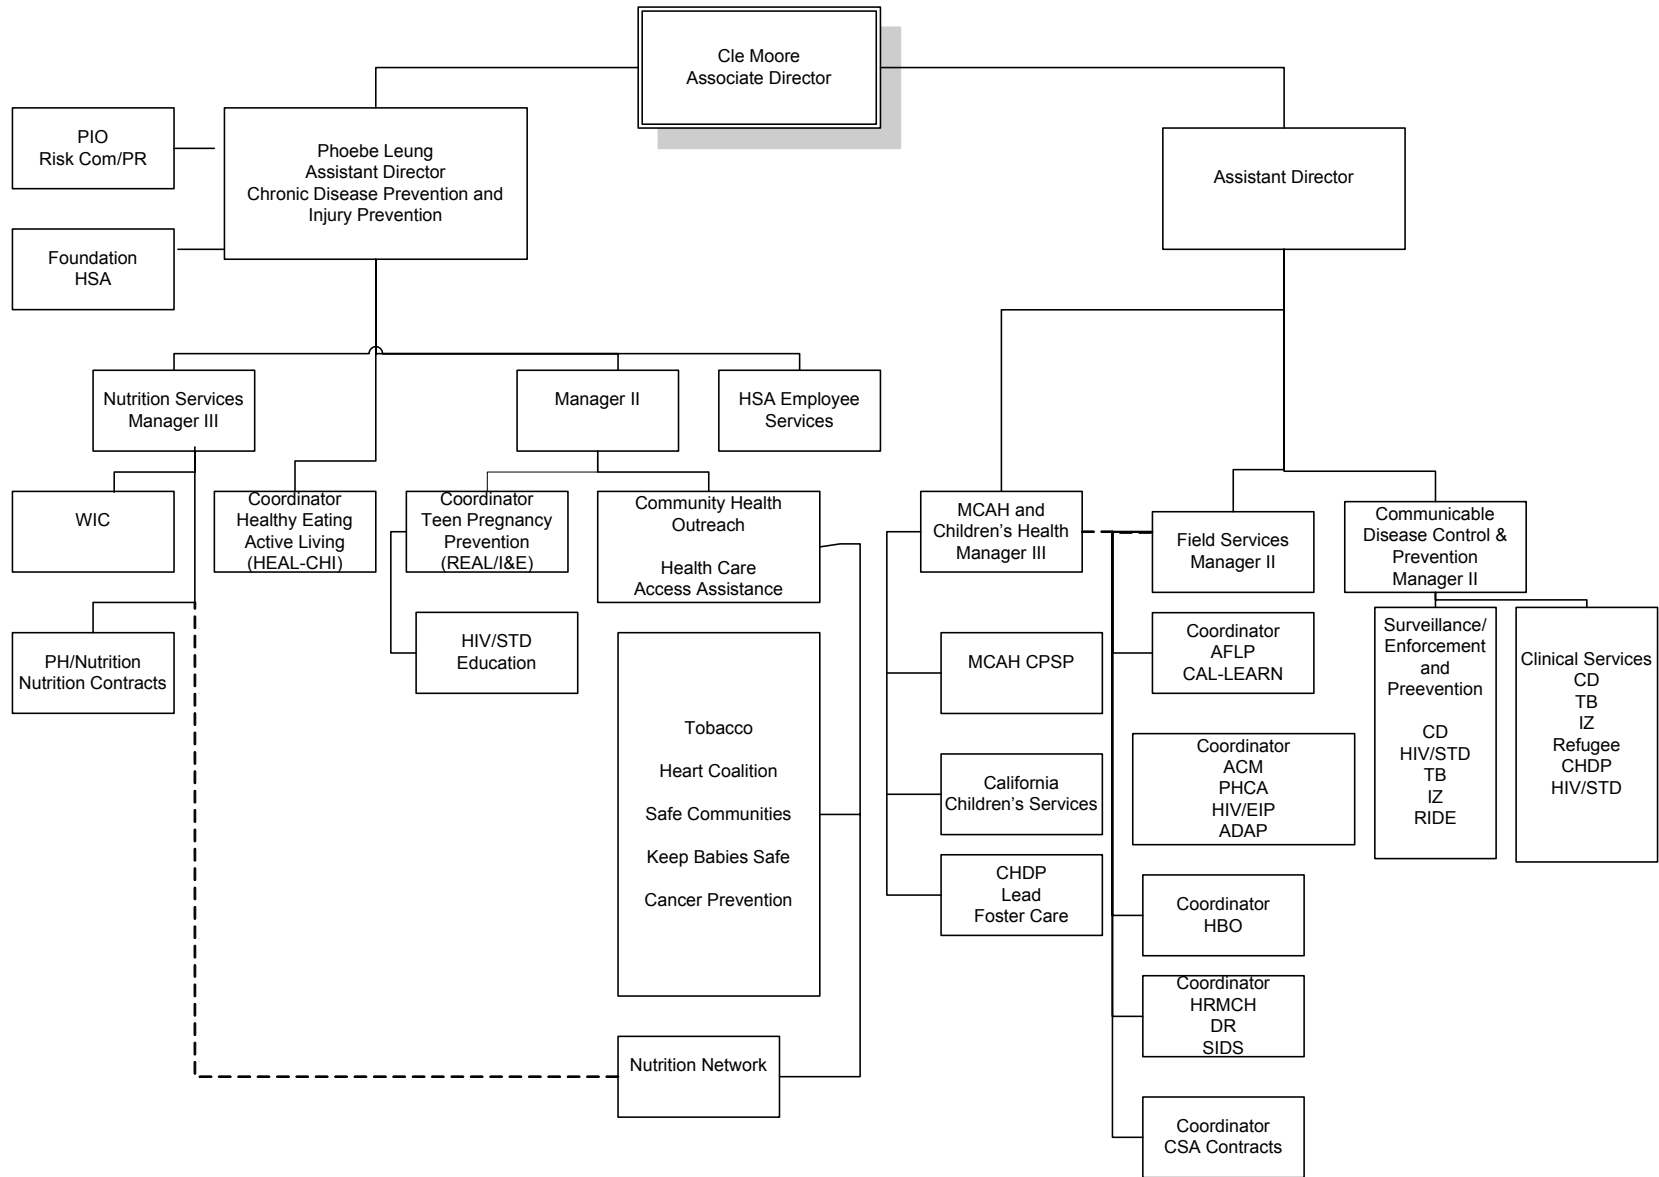 Cle Moore
Associate Director
PIO
Risk Com/PR
Phoebe Leung
Assistant Director
Chronic Disease Prevention and
Injury Prevention
Assistant Director
Foundation
HSA
Nutrition Services
Manager III
Manager II
HSA Employee
Services
WIC
Coordinator
Healthy Eating
Active Living
(HEAL-CHI)
Coordinator
Teen Pregnancy
Prevention
(REAL/I&E)
Community Health
Outreach
Health Care
Access Assistance
MCAH and
Children's Health
Manager III
Field Services
Manager II
Communicable
Disease Control &
Prevention
Manager II
PH/Nutrition
Nutrition Contracts
HIV/STD
Education
Tobacco
Heart Coalition
Safe Communities
Keep Babies Safe
Cancer Prevention
Nutrition Network
MCAH CPSP
California
Children's Services
CHDP
Lead
Foster Care
Coordinator
AFLP
CAL-LEARN
Coordinator
ACM
PHCA
HIV/EIP
ADAP
Coordinator
HBO
Coordinator
HRMCH
DR
SIDS
Coordinator
CSA Contracts
Surveillance/
Enforcement
and
Preevention
CD
HIV/STD
TB
IZ
RIDE
Clinical Services
CD
TB
IZ
Refugee
CHDP
HIV/STD